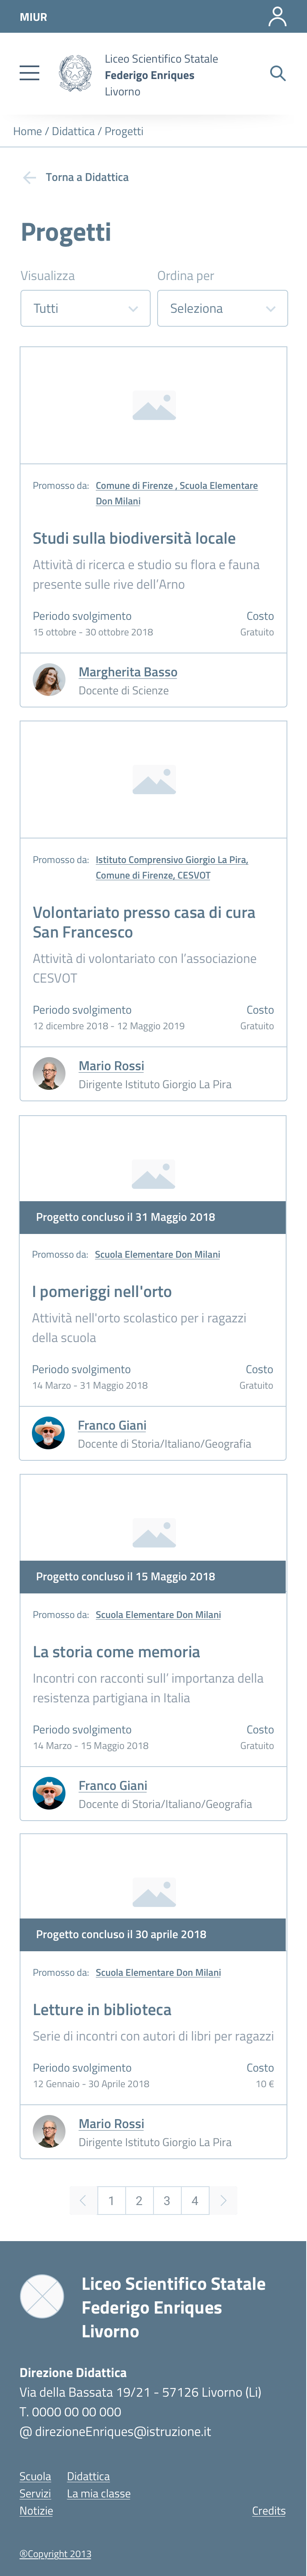 MIUR
Liceo Scientifico Statale
Federigo Enriques
Livorno
Home / Didattica / Progetti
Torna a Didattica
Progetti
Visualizza Ordina per
Tutti Seleziona
Promosso da: Comune di Firenze , Scuola Elementare
Don Milani
Studi sulla biodiversità locale
Attività di ricerca e studio su flora e fauna
presente sulle rive dell’Arno
Periodo svolgimento Costo
15 ottobre - 30 ottobre 2018 Gratuito
Margherita Basso
Docente di Scienze
Promosso da: Istituto Comprensivo Giorgio La Pira,
Comune di Firenze, CESVOT
Volontariato presso casa di cura
San Francesco
Attività di volontariato con l’associazione
CESVOT
Periodo svolgimento Costo
12 dicembre 2018 - 12 Maggio 2019 Gratuito
Mario Rossi
Dirigente Istituto Giorgio La Pira
Progetto concluso il 31 Maggio 2018
Promosso da: Scuola Elementare Don Milani
I pomeriggi nell'orto
Attività nell'orto scolastico per i ragazzi
della scuola
Periodo svolgimento Costo
14 Marzo - 31 Maggio 2018 Gratuito
Franco Giani
Docente di Storia/Italiano/Geografia
Progetto concluso il 15 Maggio 2018
Promosso da: Scuola Elementare Don Milani
La storia come memoria
Incontri con racconti sull’ importanza della
resistenza partigiana in Italia
Periodo svolgimento Costo
14 Marzo - 15 Maggio 2018 Gratuito
Franco Giani
Docente di Storia/Italiano/Geografia
Progetto concluso il 30 aprile 2018
Promosso da: Scuola Elementare Don Milani
Letture in biblioteca
Serie di incontri con autori di libri per ragazzi
Periodo svolgimento Costo
12 Gennaio - 30 Aprile 2018 10 €
Mario Rossi
Dirigente Istituto Giorgio La Pira
1 2 3 4
Liceo Scientifico Statale
Federigo Enriques
Livorno
Direzione Didattica
Via della Bassata 19/21 - 57126 Livorno (Li)
T. 0000 00 00 000
@ direzioneEnriques@istruzione.it
Scuola Didattica
Servizi La mia classe
Notizie Credits
®Copyright 2013